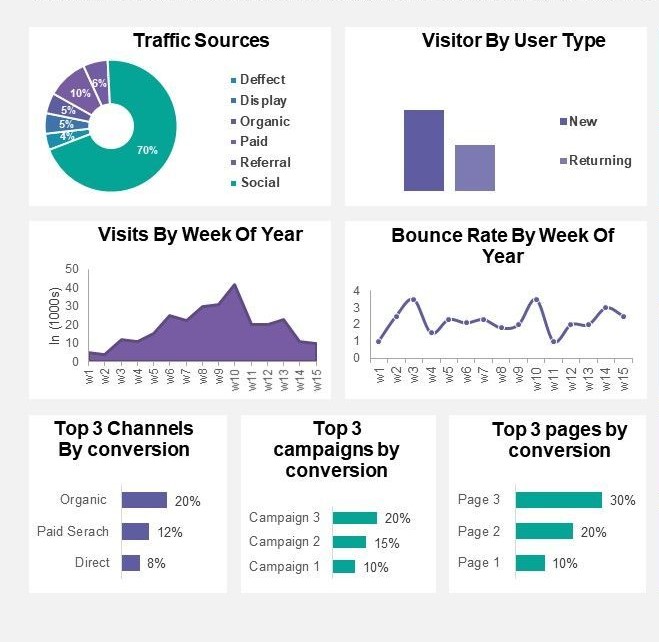 Traffic Sources
6%
10%
5%
5%
4%
70%
Deffect
Display
Organic
Paid
Referral
Social
Visitor By User Type
New
Returning
Visits By Week Of Year
In (1000s)
50
40
30
20
10
0
w1 w2 w3 w4 w5 w6 w7 w8 w9 w10 w11 w12 w13 w14 w15
Bounce Rate By Week Of
Year
4
3
2
1
0
w1 w2 w3 w4 w5 w6 w7 w8 w9 w10 w11 w12 w13 w14 w15
Top 3 Channels
By conversion
Organic 20%
Paid Serach 12%
Direct 8%
Top 3
campaigns by
conversion
Campaign 3 20%
Campaign 2 15%
Campaign 1 10%
Top 3 pages by
conversion
Page 3 30%
Page 2 20%
Page 1 10%